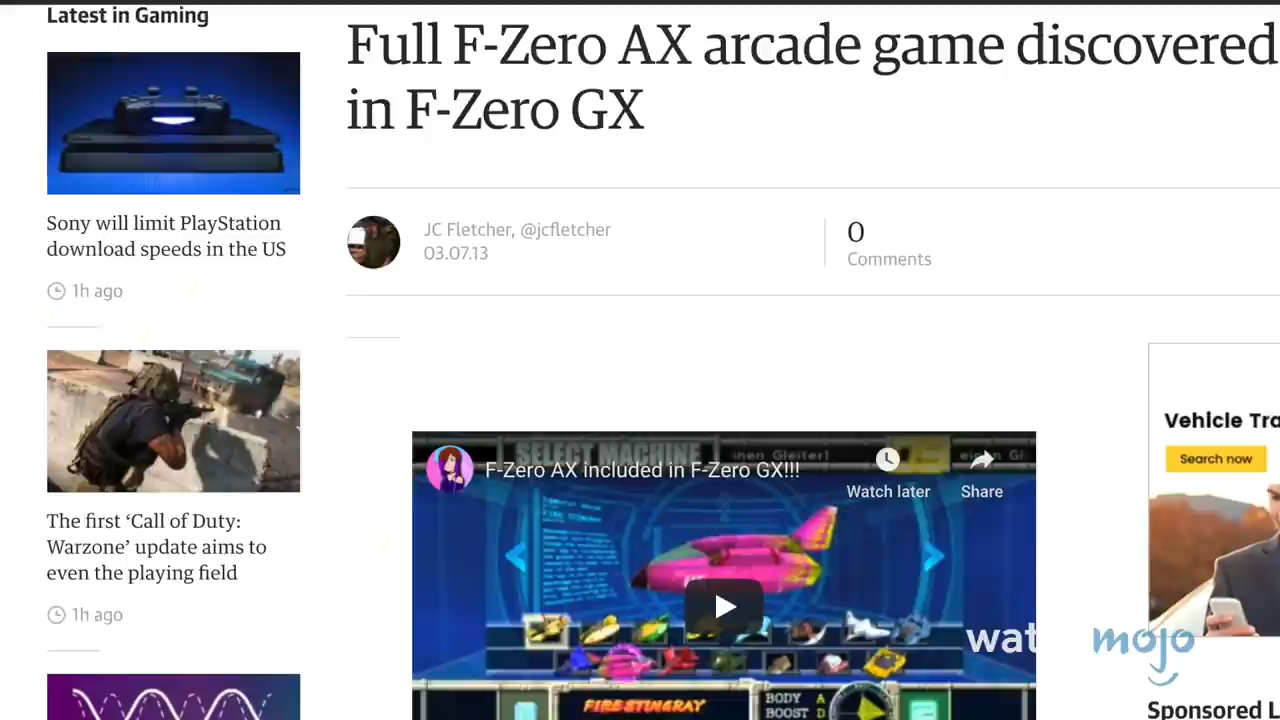 Latest in Gaming
Sony will limit PlayStation
download speeds in the US
1h ago
The first ‘Call of Duty:
Warzone’ update aims to
even the playing field
1h ago
Full F-Zero AX arcade game discovered
in F-Zero GX
JC Fletcher, @jcfletcher
03.07.13
0
Comments
SELECT MACHINE
F-Zero AX included in F-Zero GX!!!
Watch later
Share
FIRE STINGRAY
BODY A
BOOST D
Vehicle Tra
Search now
wat
mojo
Sponsored L